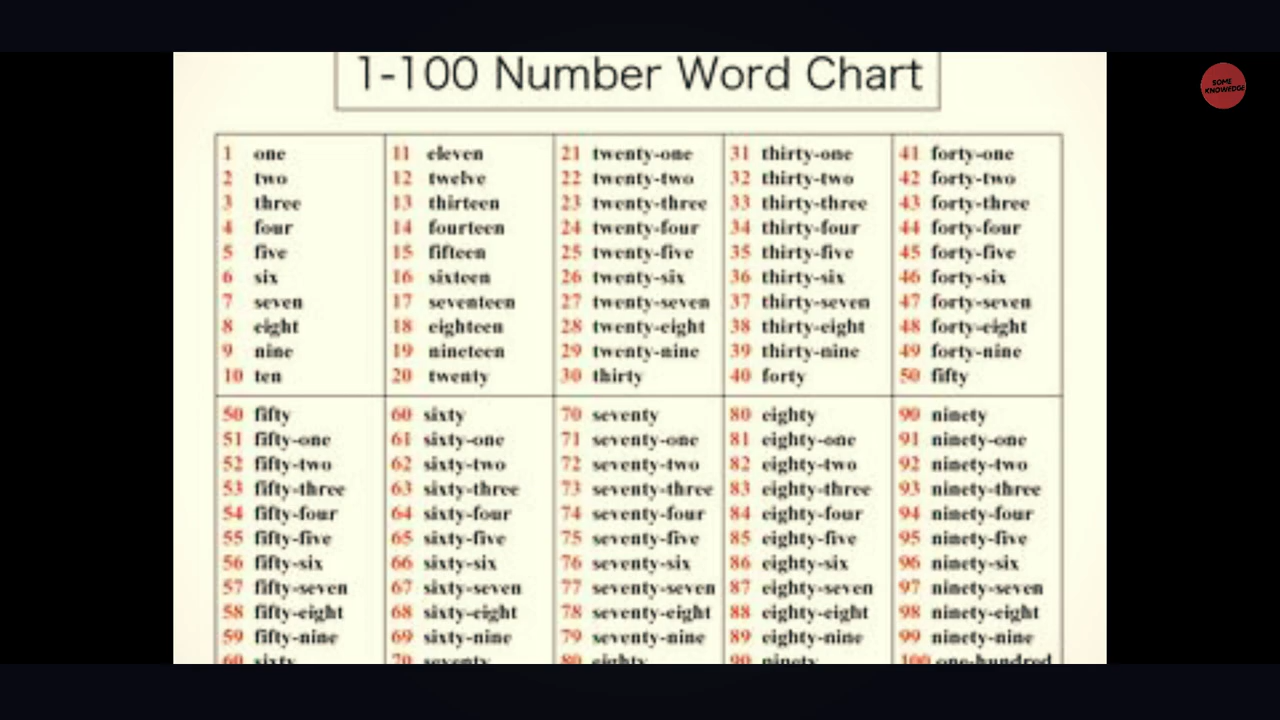 1-100 Number Word Chart
SOME
KNOWEDGE
1 one
2 two
3 three
4 four
5 five
6 six
7 seven
8 eight
9 nine
10 ten
11 eleven
12 twelve
13 thirteen
14 fourteen
15 fifteen
16 sixteen
17 seventeen
18 eighteen
19 nineteen
20 twenty
21 twenty-one
22 twenty-two
23 twenty-three
24 twenty-four
25 twenty-five
26 twenty-six
27 twenty-seven
28 twenty-eight
29 twenty-nine
30 thirty
31 thirty-one
32 thirty-two
33 thirty-three
34 thirty-four
35 thirty-five
36 thirty-six
37 thirty-seven
38 thirty-eight
39 thirty-nine
40 forty
41 forty-one
42 forty-two
43 forty-three
44 forty-four
45 forty-five
46 forty-six
47 forty-seven
48 forty-eight
49 forty-nine
50 fifty
50 fifty
51 fifty-one
52 fifty-two
53 fifty-three
54 fifty-four
55 fifty-five
56 fifty-six
57 fifty-seven
58 fifty-eight
59 fifty-nine
60 sixty
60 sixty
61 sixty-one
62 sixty-two
63 sixty-three
64 sixty-four
65 sixty-five
66 sixty-six
67 sixty-seven
68 sixty-eight
69 sixty-nine
70 seventy
70 seventy
71 seventy-one
72 seventy-two
73 seventy-three
74 seventy-four
75 seventy-five
76 seventy-six
77 seventy-seven
78 seventy-eight
79 seventy-nine
80 eighty
80 eighty
81 eighty-one
82 eighty-two
83 eighty-three
84 eighty-four
85 eighty-five
86 eighty-six
87 eighty-seven
88 eighty-eight
89 eighty-nine
90 ninety
90 ninety
91 ninety-one
92 ninety-two
93 ninety-three
94 ninety-four
95 ninety-five
96 ninety-six
97 ninety-seven
98 ninety-eight
99 ninety-nine
100 one-hundred